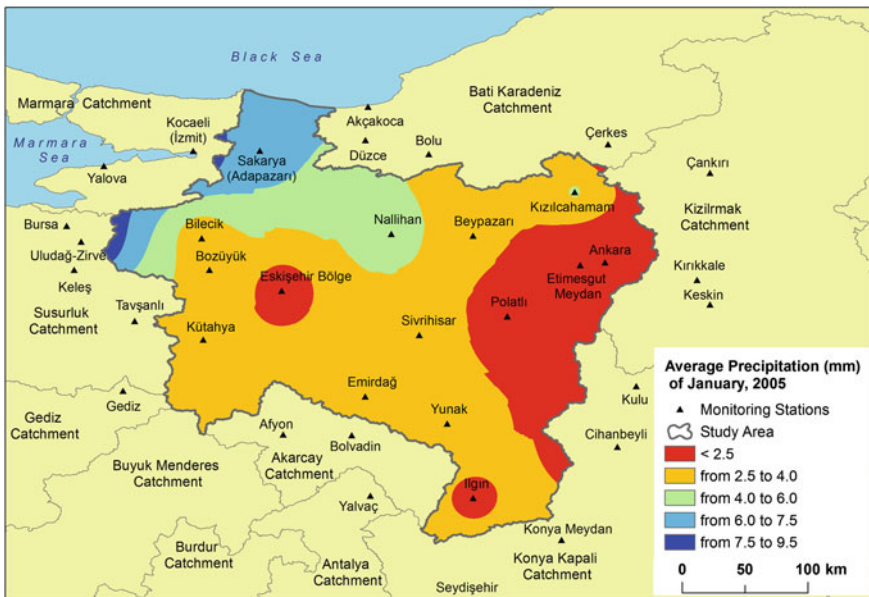 Black Sea
Marmara Catchment
Bati Karadeniz
Catchment
Kocaeli
(İzmit)
Akçakoca
Marmara
Sea
Sakarya
(Adapazarı)
Düzce
Bolu
Çerkes
Yalova
Çankırı
Kızılcahamam
Bursa
Bilecik
Nallıhan
Beypazarı
Kizilrmak
Catchment
Uludağ-Zirve
Bozüyük
Ankara
Etimesgut
Meydan
Keleş
Eskişehir Bölge
Kırıkkale
Keskin
Susurluk
Catchment
Tavşanlı
Polatlı
Kütahya
Sivrihisar
Gediz
Emirdağ
Kulu
Gediz
Catchment
Yunak
Afyon
Bolvadin
Cihanbeyli
Akarcay
Catchment
Buyuk Menderes
Catchment
Ilgın
Yalvaç
Konya Meydan
Burdur
Catchment
Antalya
Catchment
Konya Kapali
Catchment
Seydişehir
Average Precipitation (mm)
of January, 2005
Monitoring Stations
Study Area
< 2.5
from 2.5 to 4.0
from 4.0 to 6.0
from 6.0 to 7.5
from 7.5 to 9.5
0 50 100 km